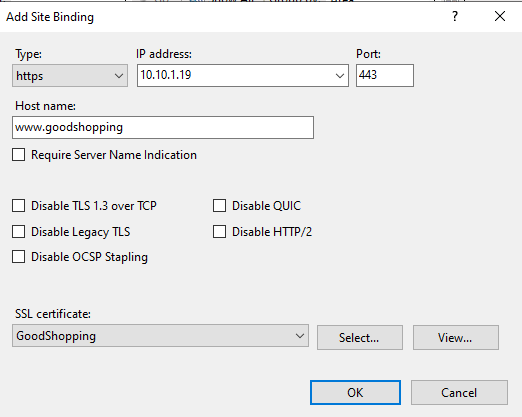 Add Site Binding
?
Type:
IP address:
Port:
https
10.10.1.19
443
Host name:
www.goodshopping
Require Server Name Indication
Disable TLS 1.3 over TCP
Disable QUIC
Disable Legacy TLS
Disable HTTP/2
Disable OCSP Stapling
SSL certificate:
GoodShopping
Select...
View...
OK
Cancel